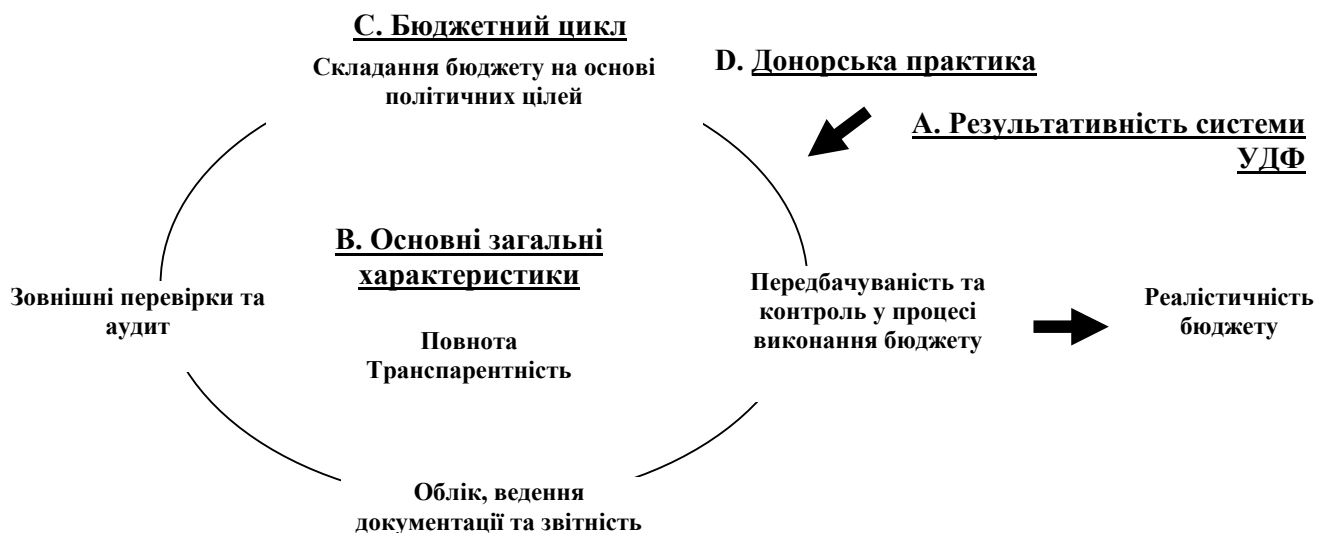 C. Бюджетний цикл
Складання бюджету на основі
політичних цілей
D. Донорська практика
A. Результативність системи
УДФ
B. Основні загальні
характеристики
Повнота
Транспарентність
Зовнішні перевірки та
аудит
Передбачуваність та
контроль у процесі
виконання бюджету
Реалістичність
бюджету
Облік, ведення
документації та звітність